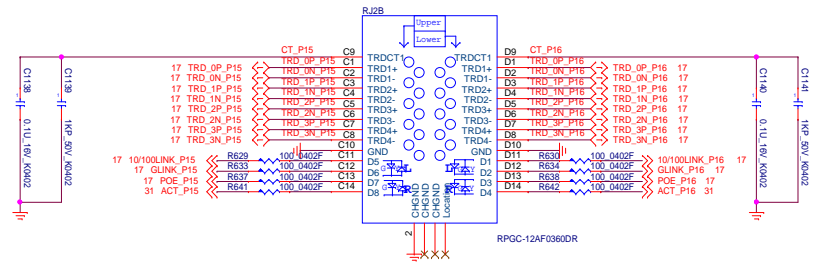 RJ2B
Upper
Lower
CT_P15 C9 TRDCT1 TRDCT1 D9 CT_P16
17 TRD_0P_P15 TRD_0P_P15 C1 TRD1+ TRD1+ D1 TRD_0P_P16 TRD_0P_P16 17
17 TRD_0N_P15 TRD_0N_P15 C2 TRD1- TRD1- D2 TRD_0N_P16 TRD_0N_P16 17
17 TRD_1P_P15 TRD_1P_P15 C3 TRD2+ TRD2+ D3 TRD_1P_P16 TRD_1P_P16 17
17 TRD_1N_P15 TRD_1N_P15 C4 TRD2- TRD2- D4 TRD_1N_P16 TRD_1N_P16 17
17 TRD_2P_P15 TRD_2P_P15 C5 TRD3+ TRD3+ D5 TRD_2P_P16 TRD_2P_P16 17
17 TRD_2N_P15 TRD_2N_P15 C6 TRD3- TRD3- D6 TRD_2N_P16 TRD_2N_P16 17
17 TRD_3P_P15 TRD_3P_P15 C7 TRD4+ TRD4+ D7 TRD_3P_P16 TRD_3P_P16 17
17 TRD_3N_P15 TRD_3N_P15 C8 TRD4- TRD4- D8 TRD_3N_P16 TRD_3N_P16 17
C10 GND GND D10
17 10/100LINK_P15 R629 100_0402F C11 D5 D1 D11 R630 100_0402F 10/100LINK_P16 17
17 GLINK_P15 R633 100_0402F C12 D6 D2 D12 R634 100_0402F GLINK_P16 17
17 POE_P15 R637 100_0402F C13 D7 D3 D13 R638 100_0402F POE_P16 17
31 ACT_P15 R641 100_0402F C14 D8 D4 D14 R642 100_0402F ACT_P16 31
C1138 0.1U_16V_K0402
C1139 1KP_50V_K0402
C1140 0.1U_16V_K0402
C1141 1KP_50V_K0402
CHGND
CHGND
CHGND
Location
2
RPGC-12AF0360DR